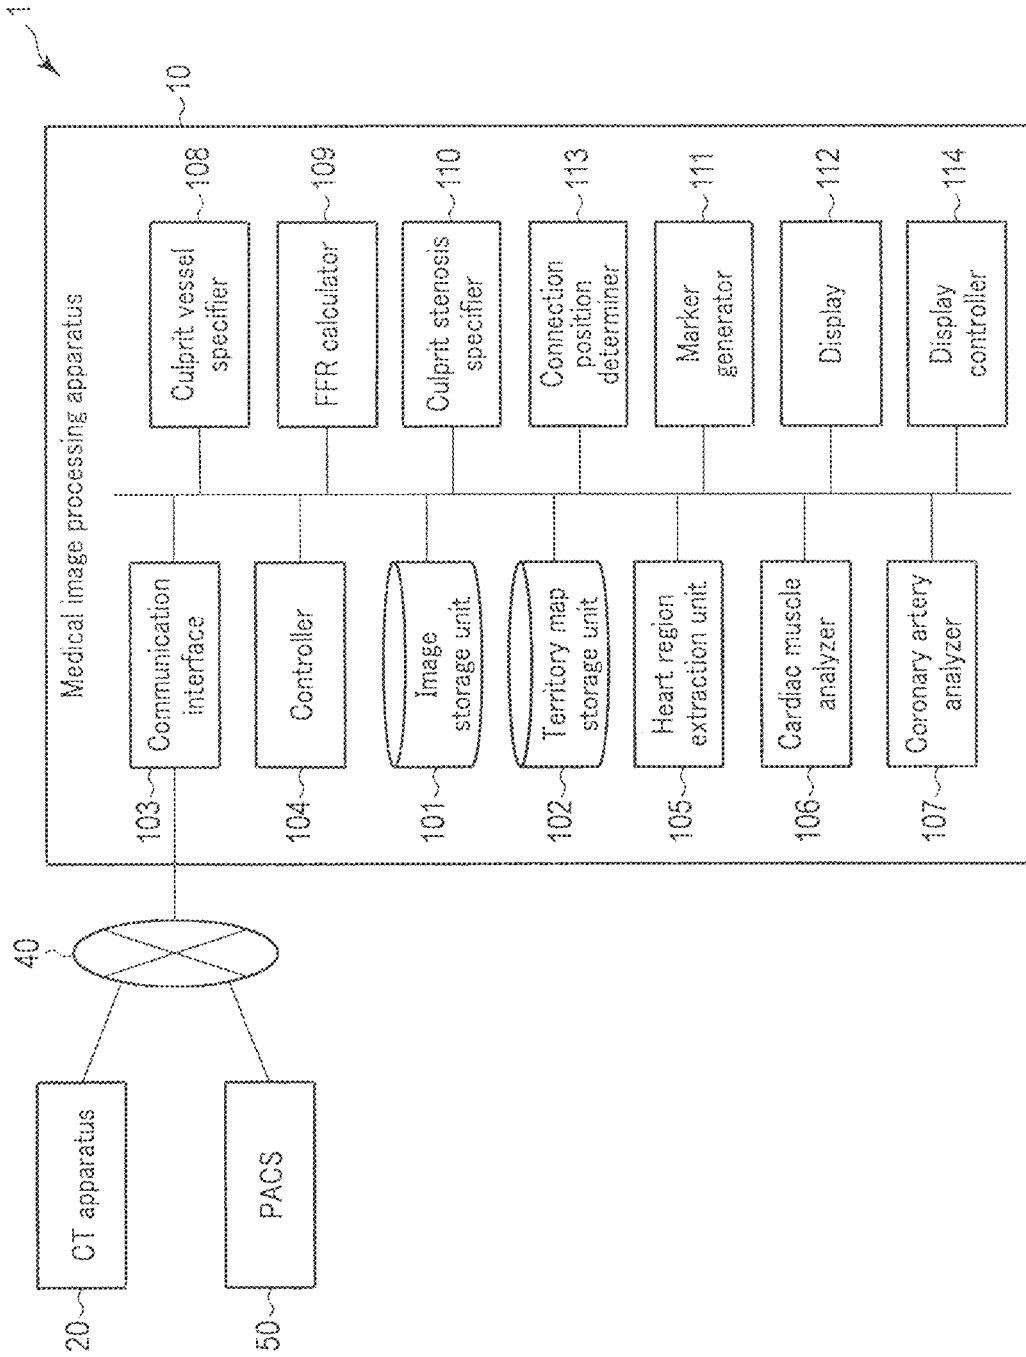 1
10
Medical image processing apparatus
20
CT apparatus
50
PACS
40
103
Communication
interface
104
Controller
101
Image
storage unit
102
Territory map
storage unit
105
Heart region
extraction unit
106
Cardiac muscle
analyzer
107
Coronary artery
analyzer
Culprit vessel
specifier
108
FFR calculator
109
Culprit stenosis
specifier
110
Connection
position
determiner
113
Marker
generator
111
Display
112
Display
controller
114